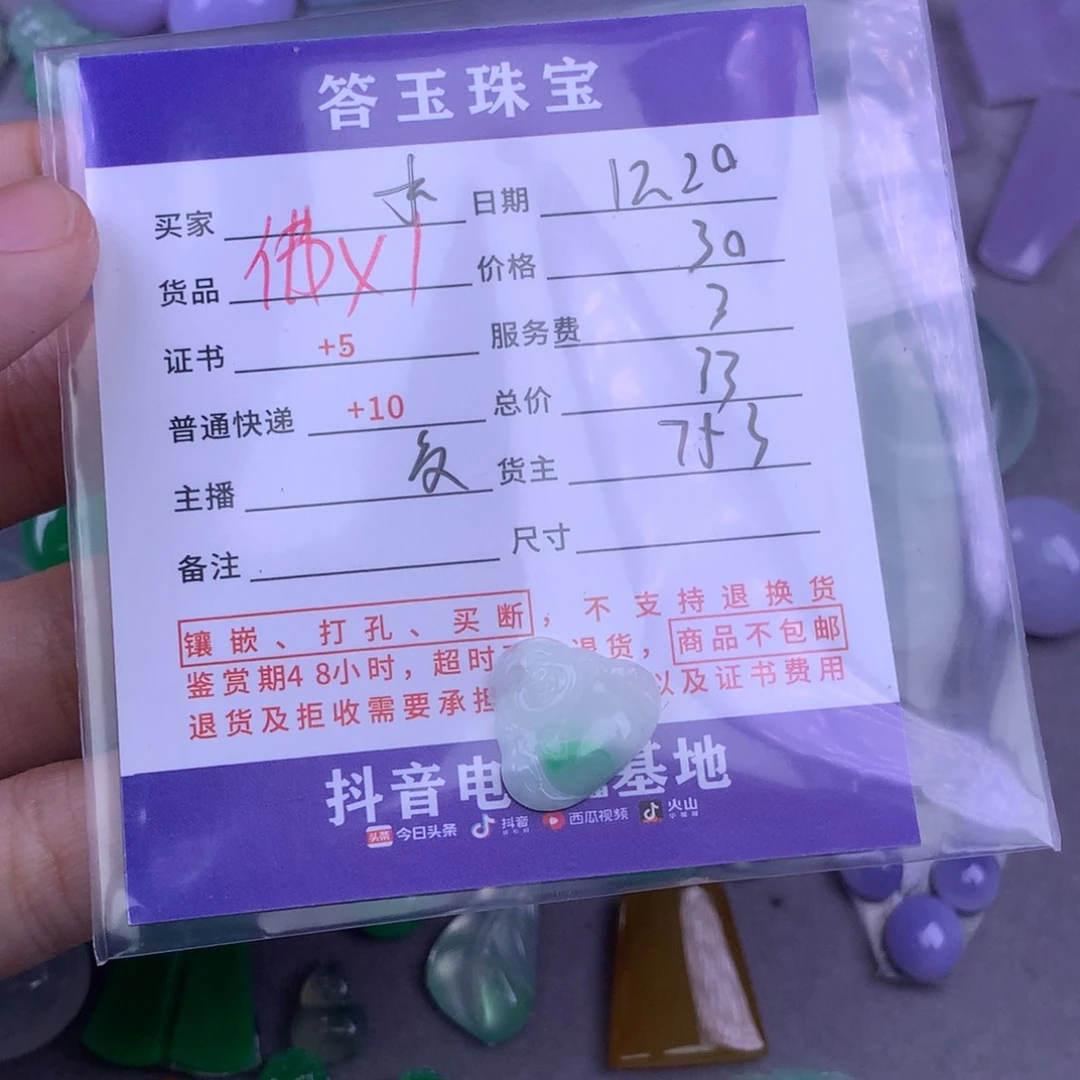 答玉珠宝
买家 日期 12.20
货品 佛X1 价格 30
证书 +5 服务费 3
普通快递 +10 总价
主播 货主
备注 尺寸
镶嵌、打孔、买断，不支持退换货
鉴赏期48小时，超时 退货，商品不包邮
退货及拒收需要承担 以及证书费用
抖音电 基地
头条 今日头条 抖音 西瓜视频 火山